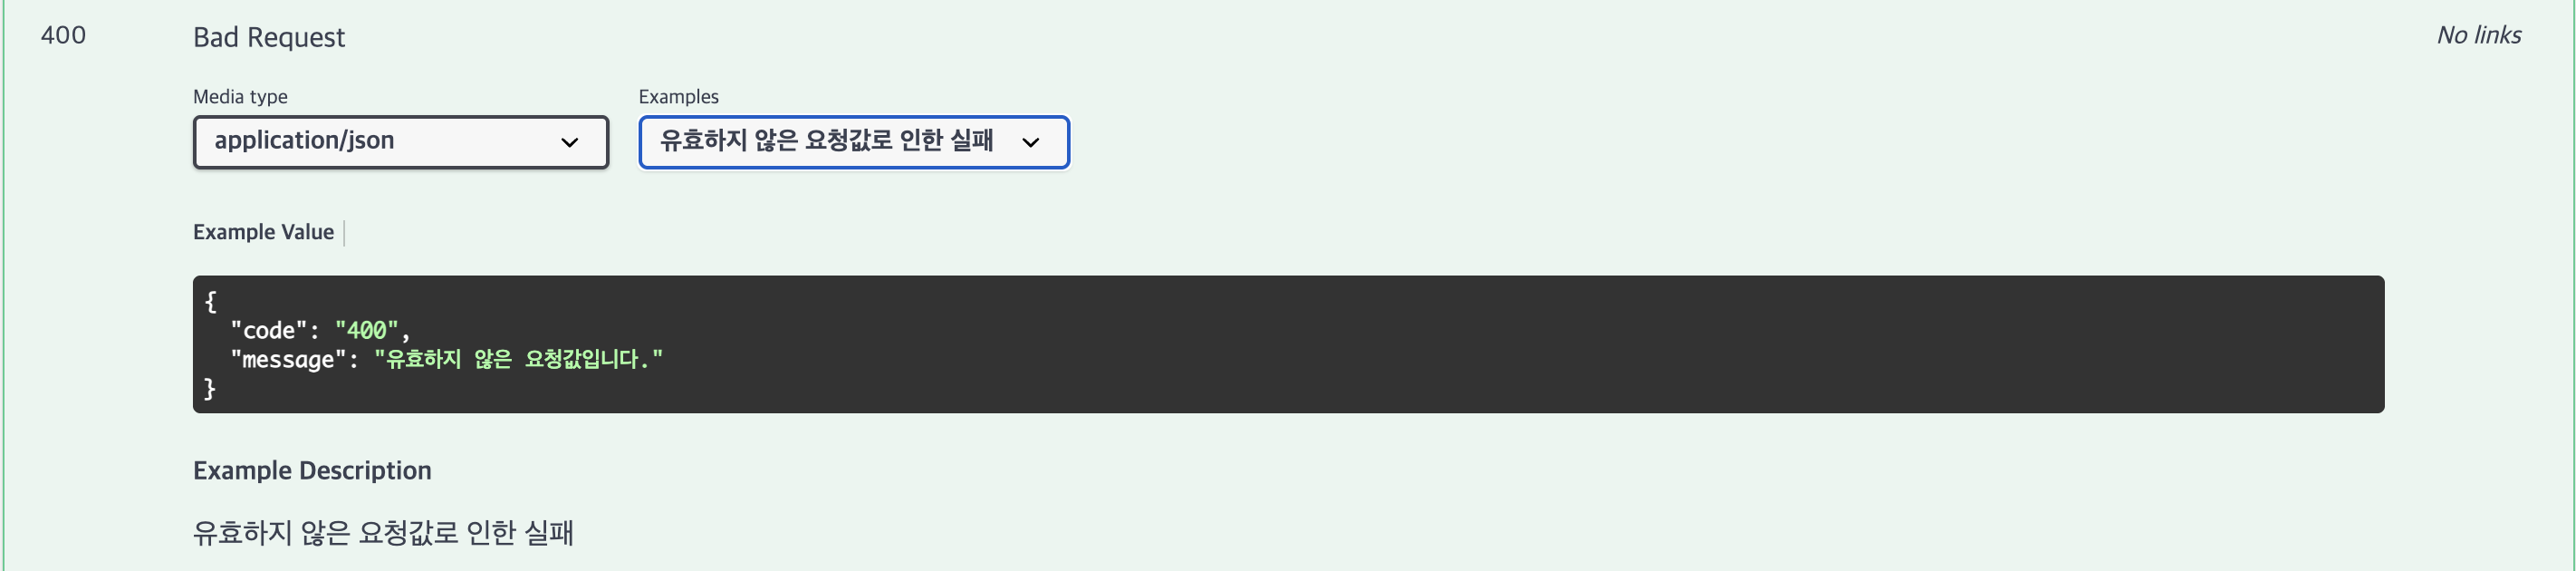 400 Bad Request No links
Media type Examples
application/json 유효하지 않은 요청값로 인한 실패
Example Value
{
"code": "400",
"message": "유효하지 않은 요청값입니다."
}
Example Description
유효하지 않은 요청값로 인한 실패